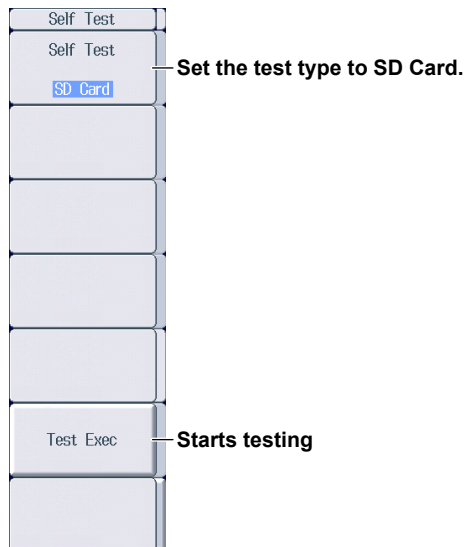 Self Test
Self Test
SD Card
Set the test type to SD Card.
Test Exec
Starts testing